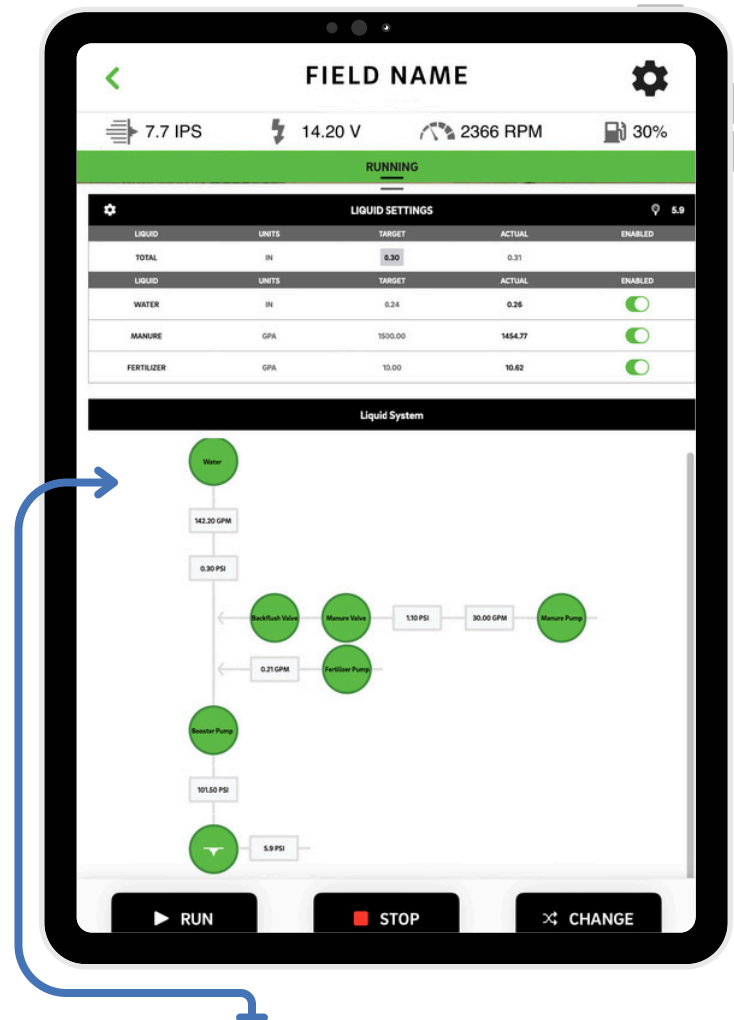 FIELD NAME
7.7 IPS 14.20 V 2366 RPM 30%
RUNNING
LIQUID SETTINGS 5.9
LIQUID UNITS TARGET ACTUAL ENABLED
TOTAL IN 0.30 0.31
LIQUID UNITS TARGET ACTUAL ENABLED
WATER IN 0.24 0.26
MANURE GPA 1500.00 1454.77
FERTILIZER GPA 10.00 10.62
Liquid System
Water
142.20 GPM
0.30 PSI
Backflush Valve Manure Valve 1.10 PSI 30.00 GPM Manure Pump
0.21 GPM Fertilizer Pump
Booster Pump
101.50 PSI
5.9 PSI
RUN STOP CHANGE